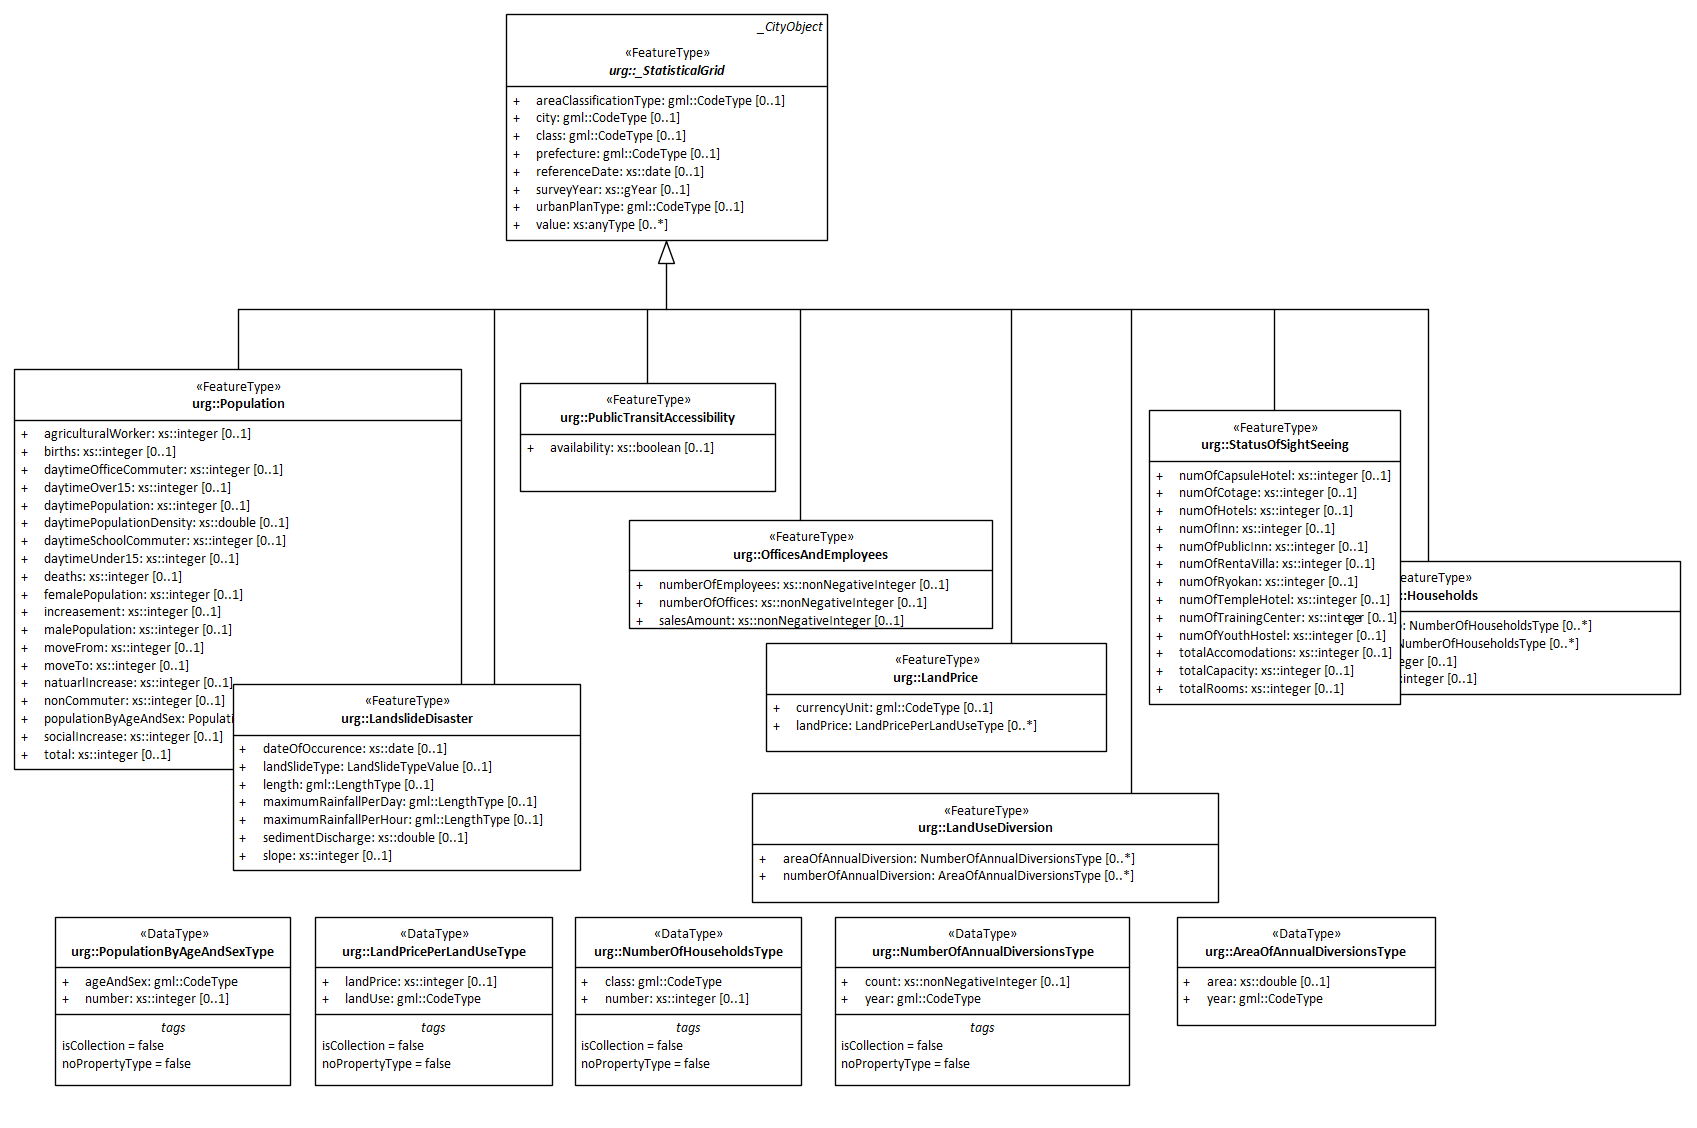 _CityObject
«FeatureType»
urg::_StatisticalGrid
+ areaClassificationType: gml::CodeType [0..1]
+ city: gml::CodeType [0..1]
+ class: gml::CodeType [0..1]
+ prefecture: gml::CodeType [0..1]
+ referenceDate: xs::date [0..1]
+ surveyYear: xs::gYear [0..1]
+ urbanPlanType: gml::CodeType [0..1]
+ value: xs:anyType [0..*]
«FeatureType»
urg::Population
+ agriculturalWorker: xs::integer [0..1]
+ births: xs::integer [0..1]
+ daytimeOfficeCommuter: xs::integer [0..1]
+ daytimeOver15: xs::integer [0..1]
+ daytimePopulation: xs::integer [0..1]
+ daytimePopulationDensity: xs::double [0..1]
+ daytimeSchoolCommuter: xs::integer [0..1]
+ daytimeUnder15: xs::integer [0..1]
+ deaths: xs::integer [0..1]
+ femalePopulation: xs::integer [0..1]
+ increasement: xs::integer [0..1]
+ malePopulation: xs::integer [0..1]
+ moveFrom: xs::integer [0..1]
+ moveTo: xs::integer [0..1]
+ natuarlIncrease: xs::integer [0..1]
+ nonCommuter: xs::integer [0..1]
+ populationByAgeAndSex: Populati
+ socialIncrease: xs::integer [0..1]
+ total: xs::integer [0..1]
«FeatureType»
urg::LandslideDisaster
+ dateOfOccurence: xs::date [0..1]
+ landSlideType: LandSlideTypeValue [0..1]
+ length: gml::LengthType [0..1]
+ maximumRainfallPerDay: gml::LengthType [0..1]
+ maximumRainfallPerHour: gml::LengthType [0..1]
+ sedimentDischarge: xs::double [0..1]
+ slope: xs::integer [0..1]
«FeatureType»
urg::PublicTransitAccessibility
+ availability: xs::boolean [0..1]
«FeatureType»
urg::OfficesAndEmployees
+ numberOfEmployees: xs::nonNegativeInteger [0..1]
+ numberOfOffices: xs::nonNegativeInteger [0..1]
+ salesAmount: xs::nonNegativeInteger [0..1]
«FeatureType»
urg::LandPrice
+ currencyUnit: gml::CodeType [0..1]
+ landPrice: LandPricePerLandUseType [0..*]
«FeatureType»
urg::LandUseDiversion
+ areaOfAnnualDiversion: NumberOfAnnualDiversionsType [0..*]
+ numberOfAnnualDiversion: AreaOfAnnualDiversionsType [0..*]
«FeatureType»
urg::StatusOfSightSeeing
+ numOfCapsuleHotel: xs::integer [0..1]
+ numOfCotage: xs::integer [0..1]
+ numOfHotels: xs::integer [0..1]
+ numOfInn: xs::integer [0..1]
+ numOfPublicInn: xs::integer [0..1]
+ numOfRentaVilla: xs::integer [0..1]
+ numOfRyokan: xs::integer [0..1]
+ numOfTempleHotel: xs::integer [0..1]
+ numOfTrainingCenter: xs::integer [0..1]
+ numOfYouthHostel: xs::integer [0..1]
+ totalAccomodations: xs::integer [0..1]
+ totalCapacity: xs::integer [0..1]
+ totalRooms: xs::integer [0..1]
eatureType»
::Households
: NumberOfHouseholdsType [0..*]
NumberOfHouseholdsType [0..*]
eger [0..1]
:integer [0..1]
«DataType»
urg::PopulationByAgeAndSexType
+ ageAndSex: gml::CodeType
+ number: xs::integer [0..1]
tags
isCollection = false
noPropertyType = false
«DataType»
urg::LandPricePerLandUseType
+ landPrice: xs::integer [0..1]
+ landUse: gml::CodeType
tags
isCollection = false
noPropertyType = false
«DataType»
urg::NumberOfHouseholdsType
+ class: gml::CodeType
+ number: xs::integer [0..1]
tags
isCollection = false
noPropertyType = false
«DataType»
urg::NumberOfAnnualDiversionsType
+ count: xs::nonNegativeInteger [0..1]
+ year: gml::CodeType
tags
isCollection = false
noPropertyType = false
«DataType»
urg::AreaOfAnnualDiversionsType
+ area: xs::double [0..1]
+ year: gml::CodeType